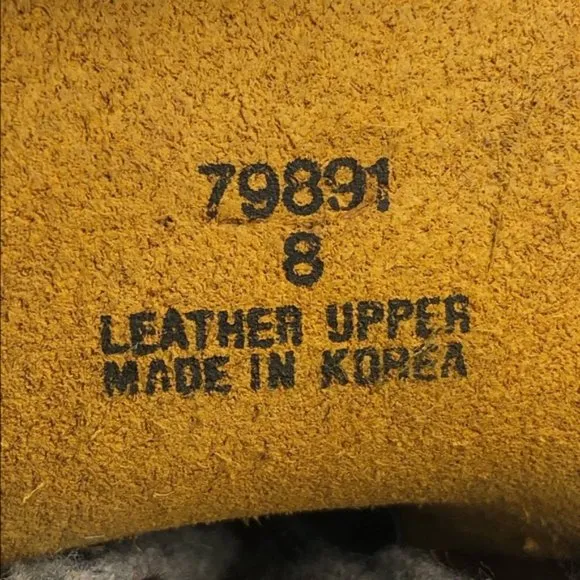 79891
8
LEATHER UPPER
MADE IN KOREA